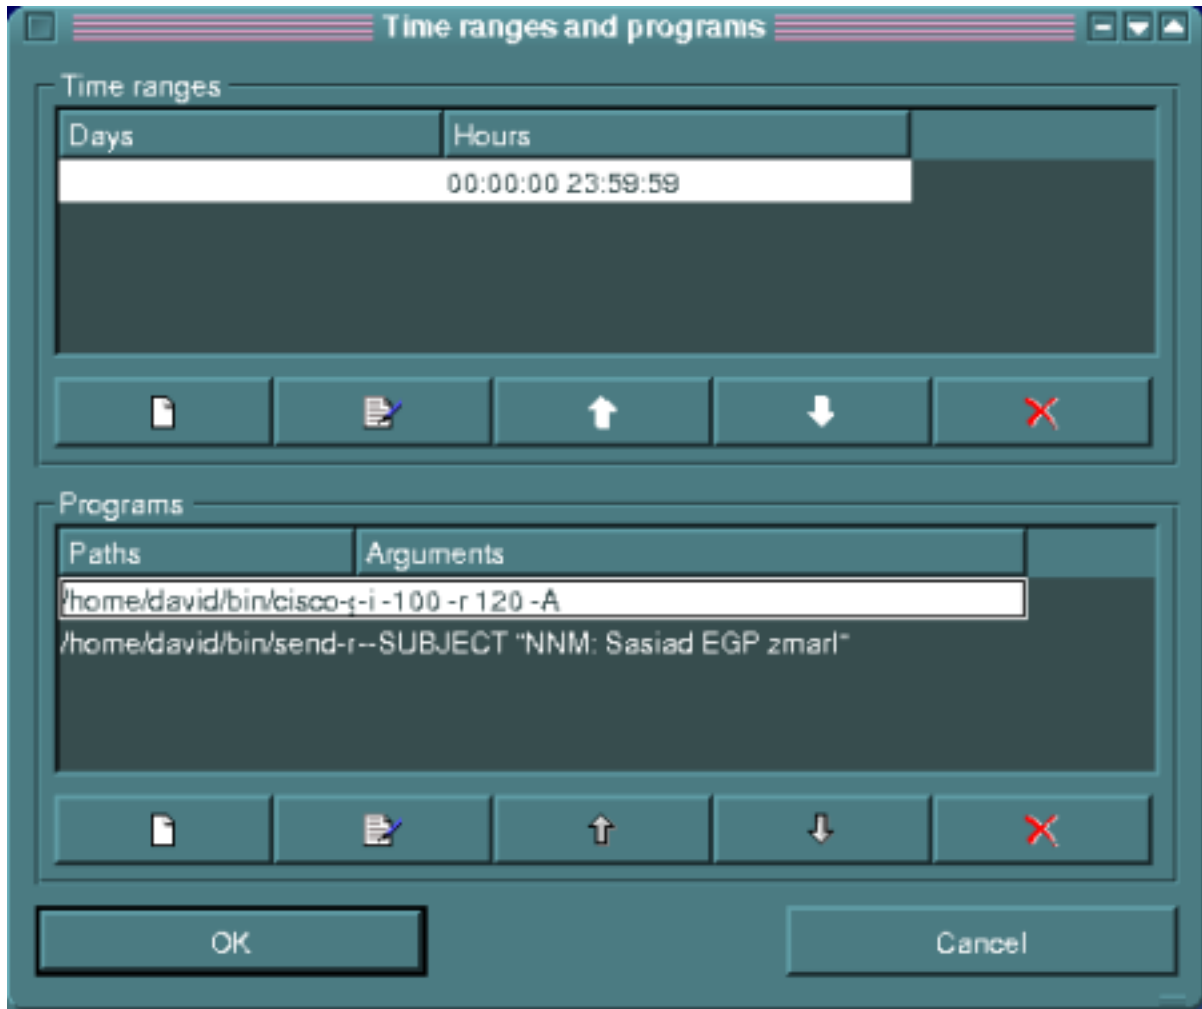 Time ranges and programs
Time ranges
Days Hours
00:00:00 23:59:59
Programs
Paths Arguments
/home/david/bin/cisco-g -i -100 -r 120 -A
/home/david/bin/send-r --SUBJECT "NNM: Sasiad EGP zmarl"
OK Cancel